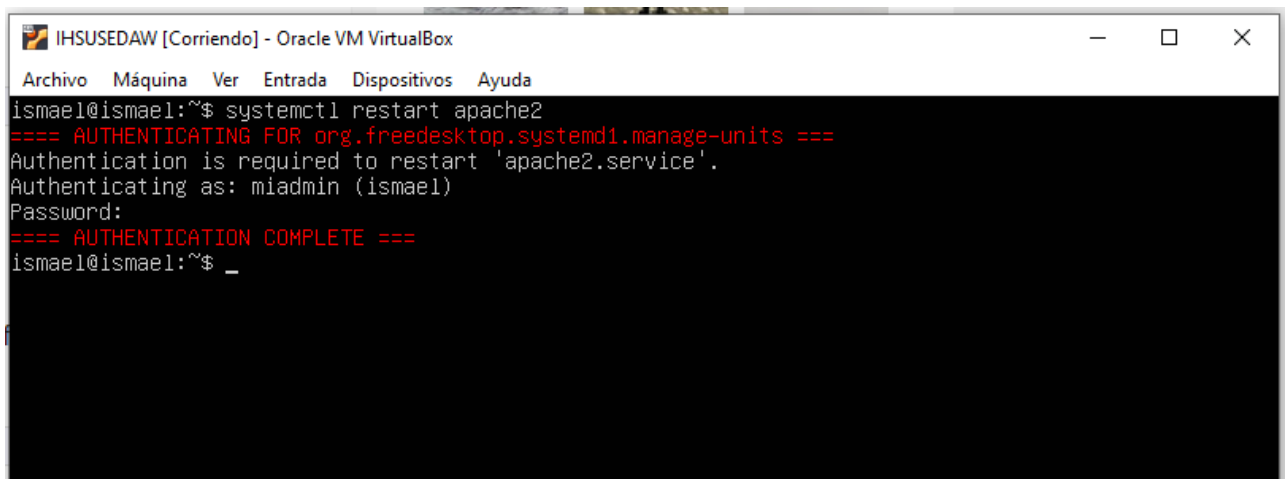 IHSUSEDAW [Corriendo] - Oracle VM VirtualBox
Archivo Máquina Ver Entrada Dispositivos Ayuda
ismael@ismael:~$ systemctl restart apache2
==== AUTHENTICATING FOR org.freedesktop.systemd1.manage-units ===
Authentication is required to restart 'apache2.service'.
Authenticating as: miadmin (ismael)
Password:
==== AUTHENTICATION COMPLETE ===
ismael@ismael:~$ _